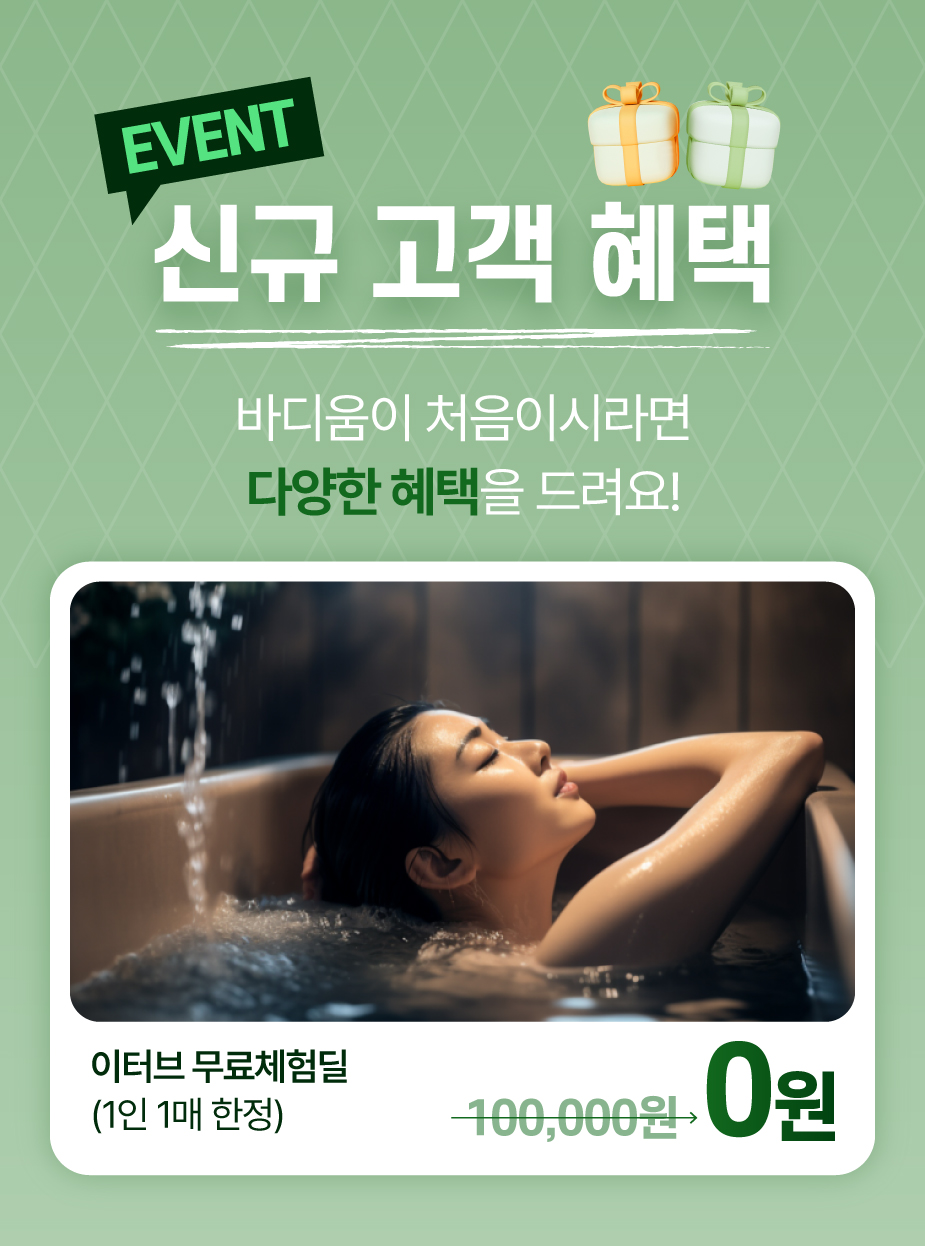 EVENT
신규 고객 혜택
바디움이 처음이시라면
다양한 혜택을 드려요!
이터브 무료체험딜
(1인 1매 한정)
100,000원
0원